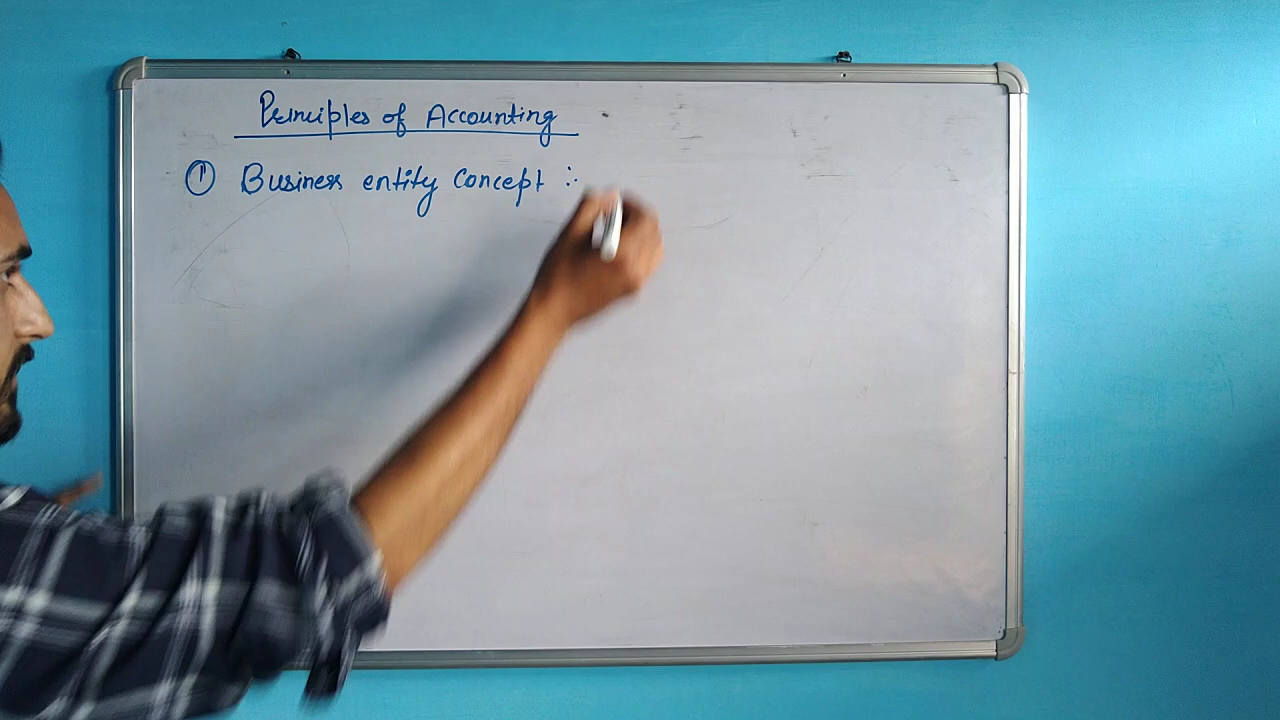 Principles of Accounting
① Business entity Concept :-